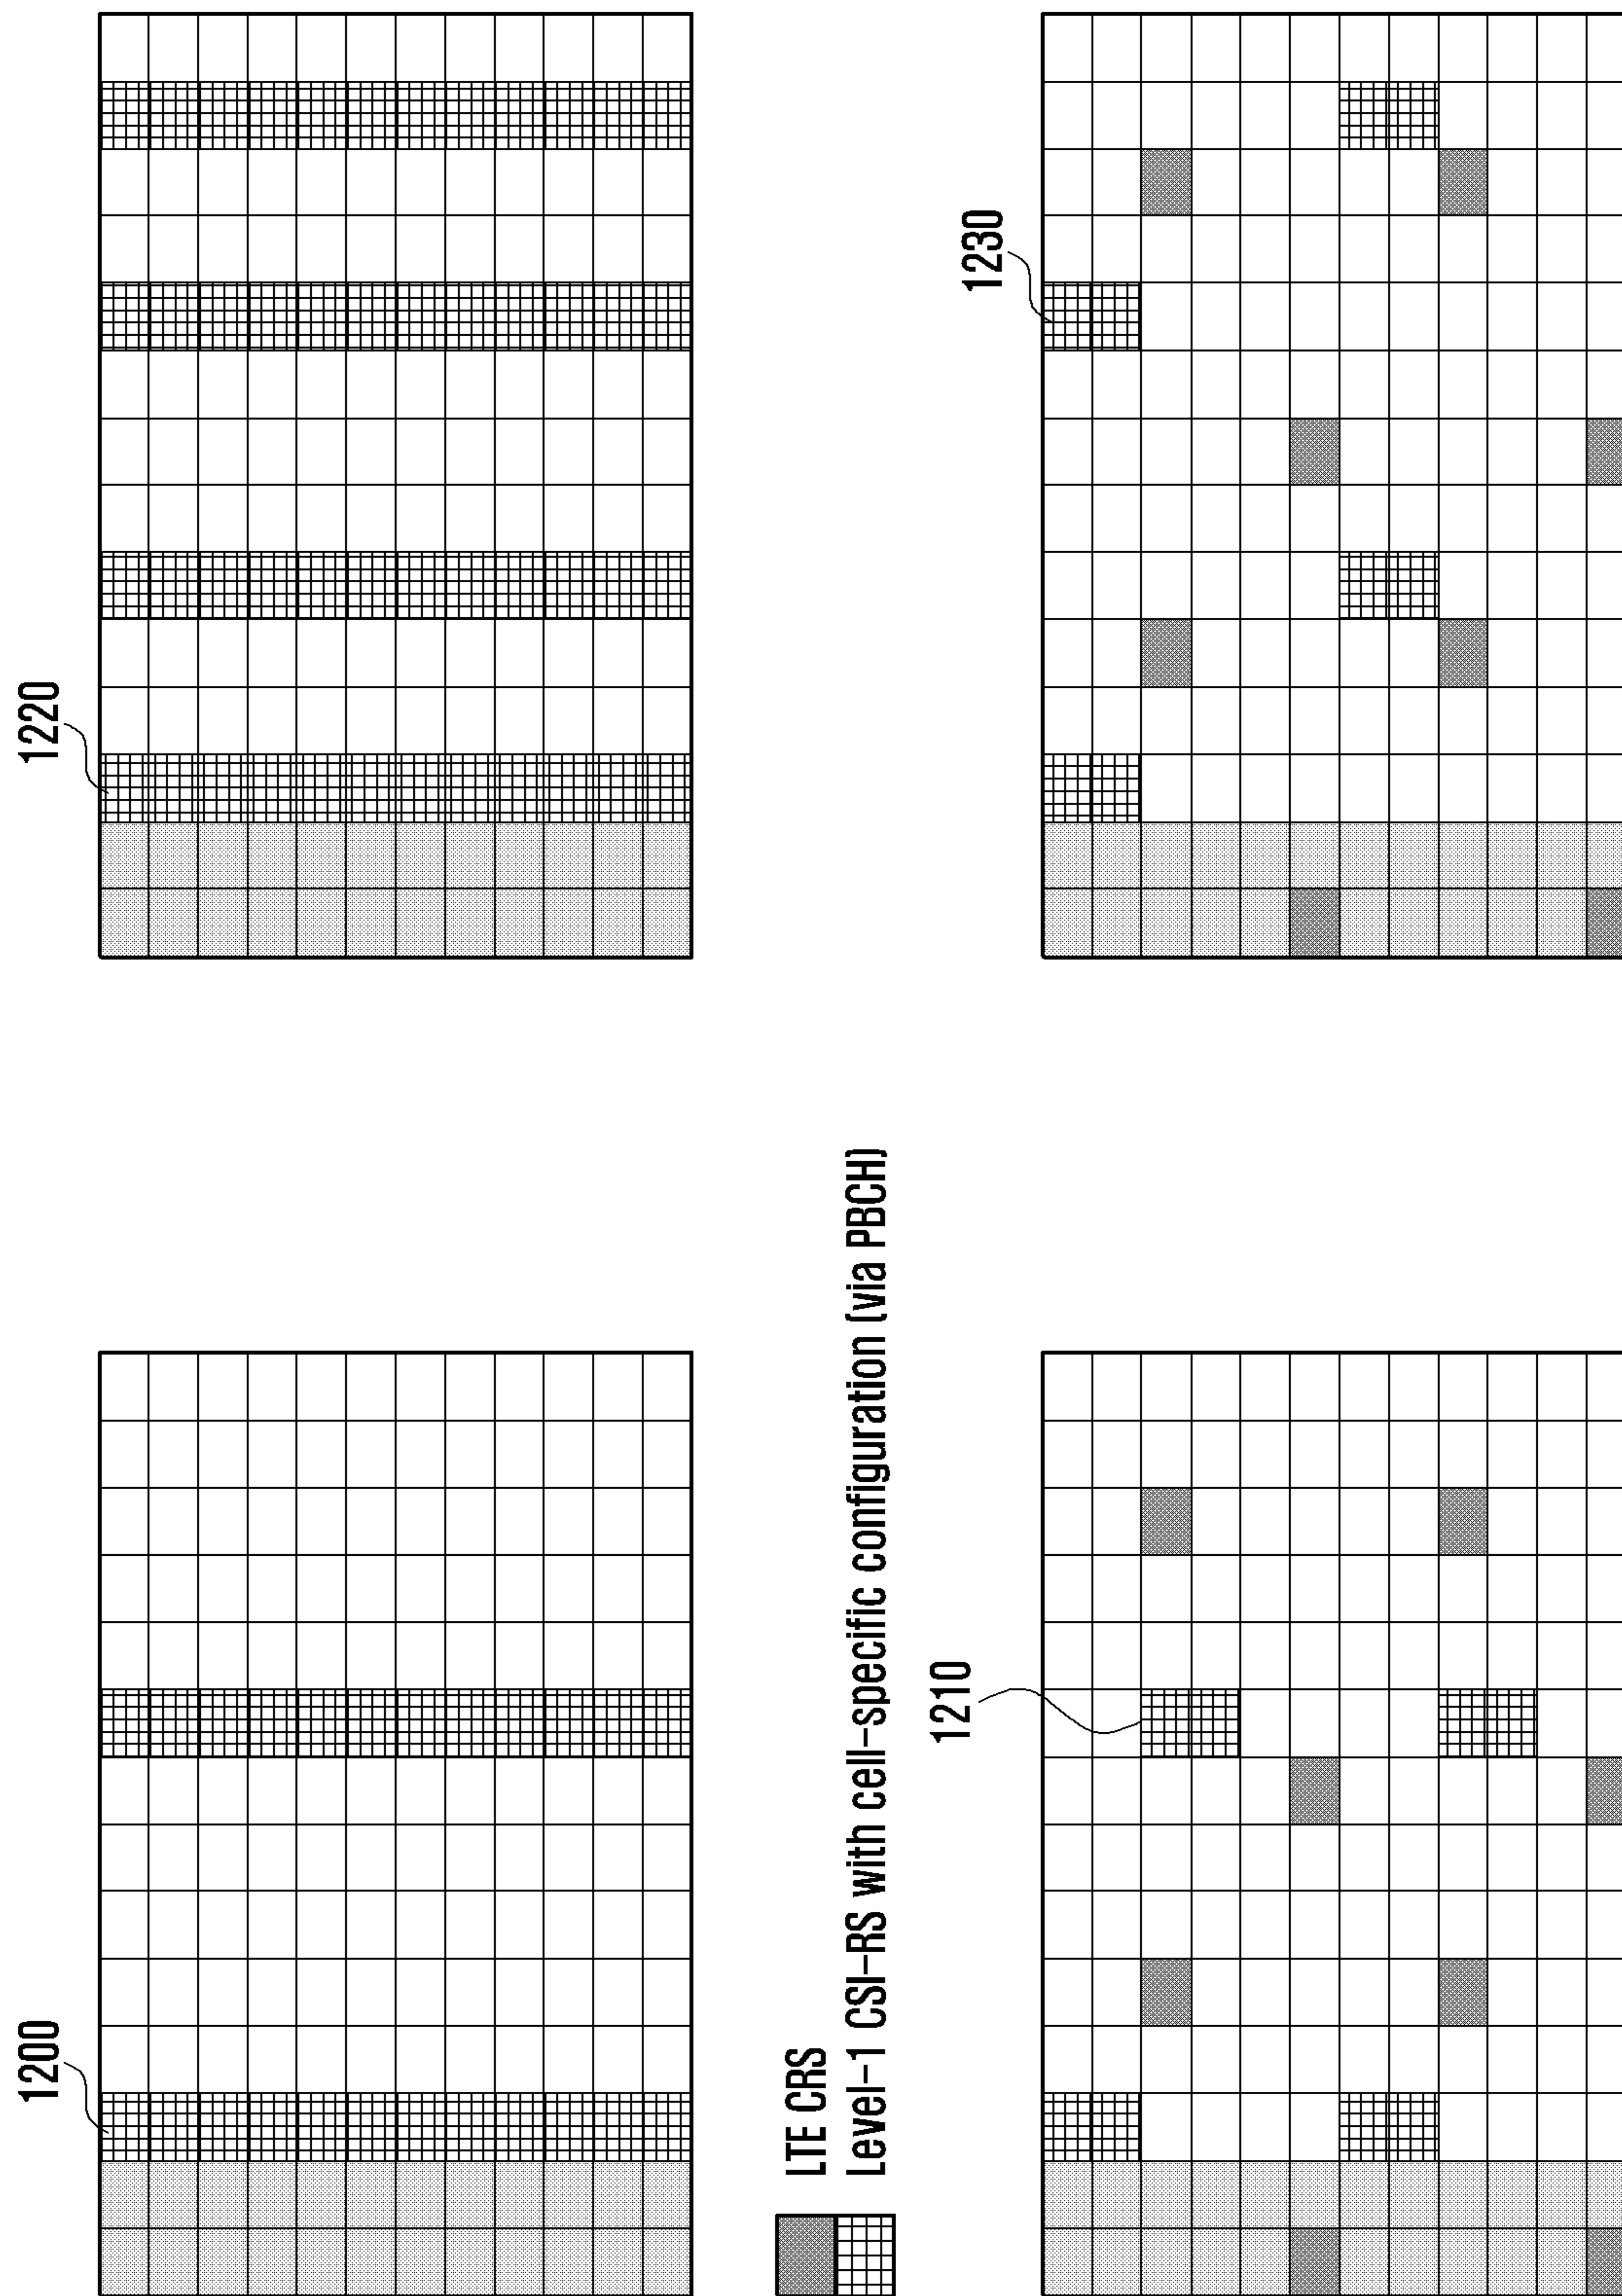 1200
1220
LTE CRS
Level-1 CSI-RS with cell-specific configuration (via PBCH)
1210
1230